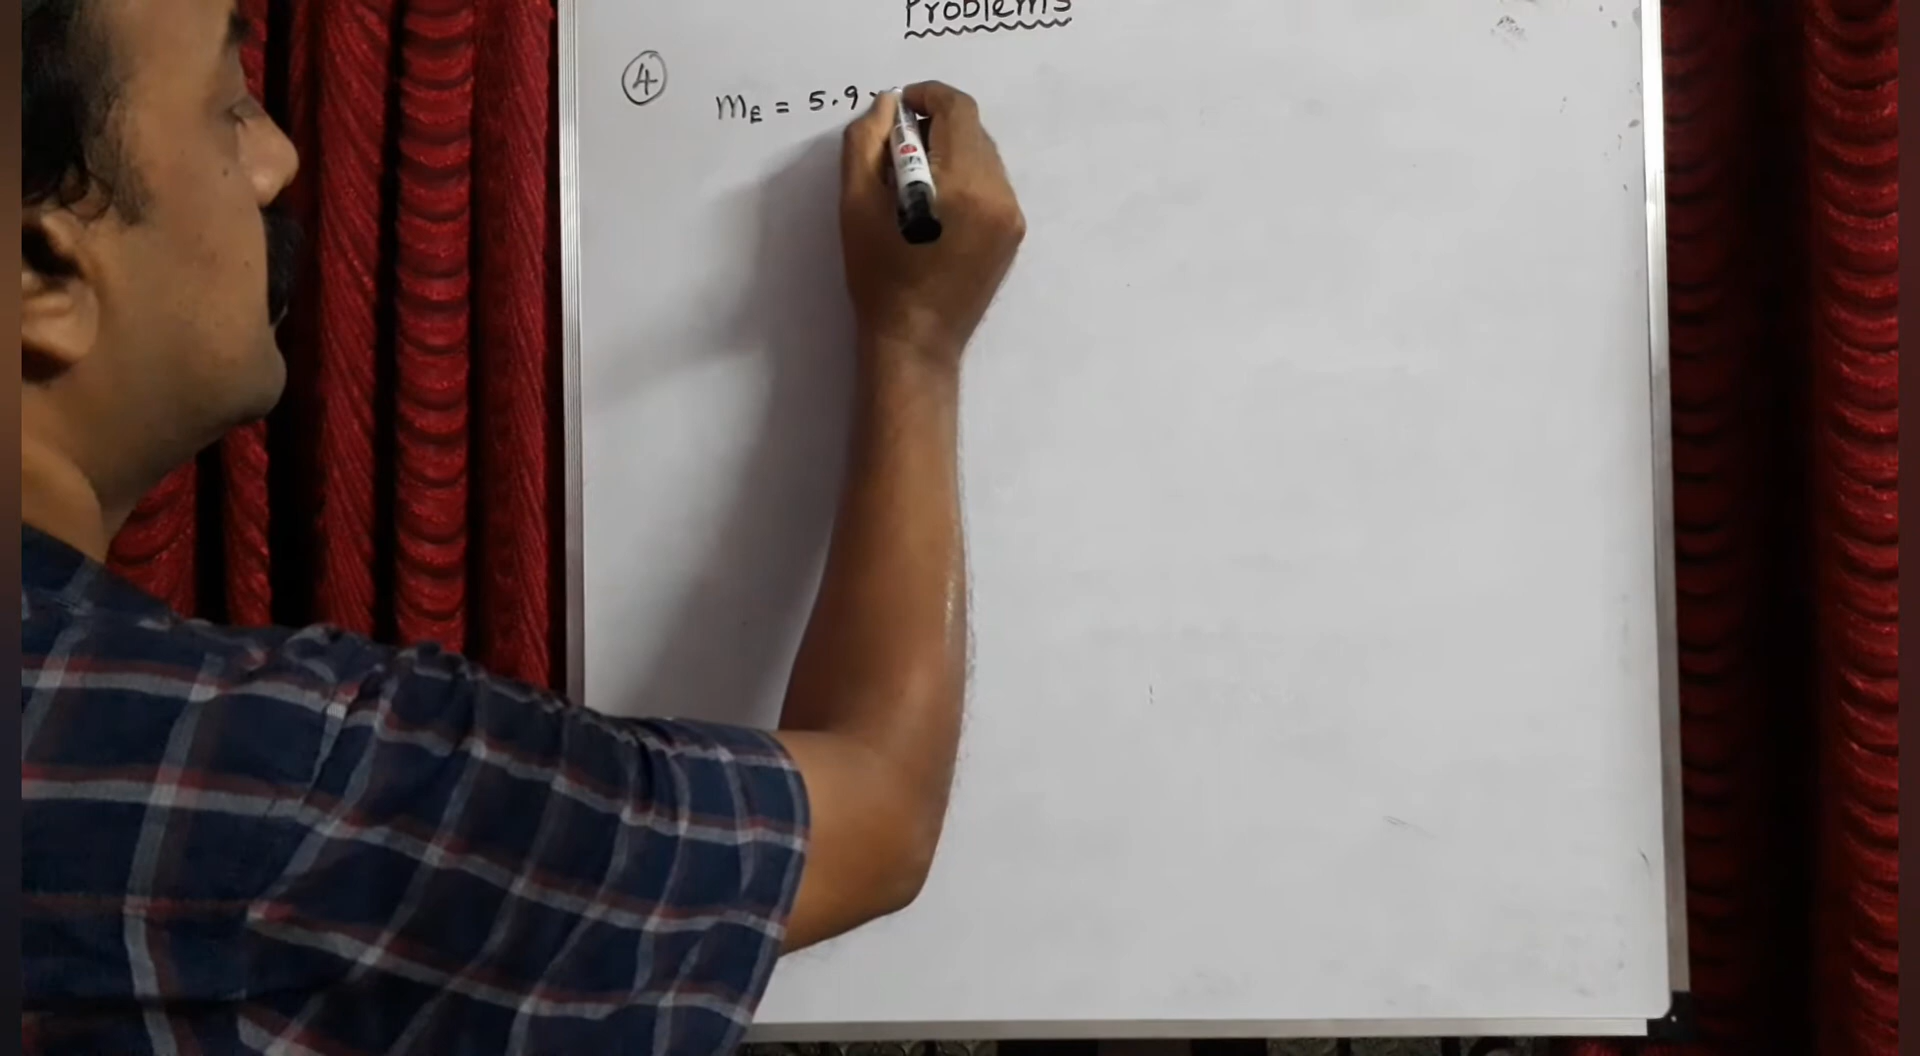 Problems
④
mE = 5.9 ×